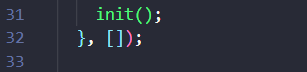 31 init();
32 }, []);
33